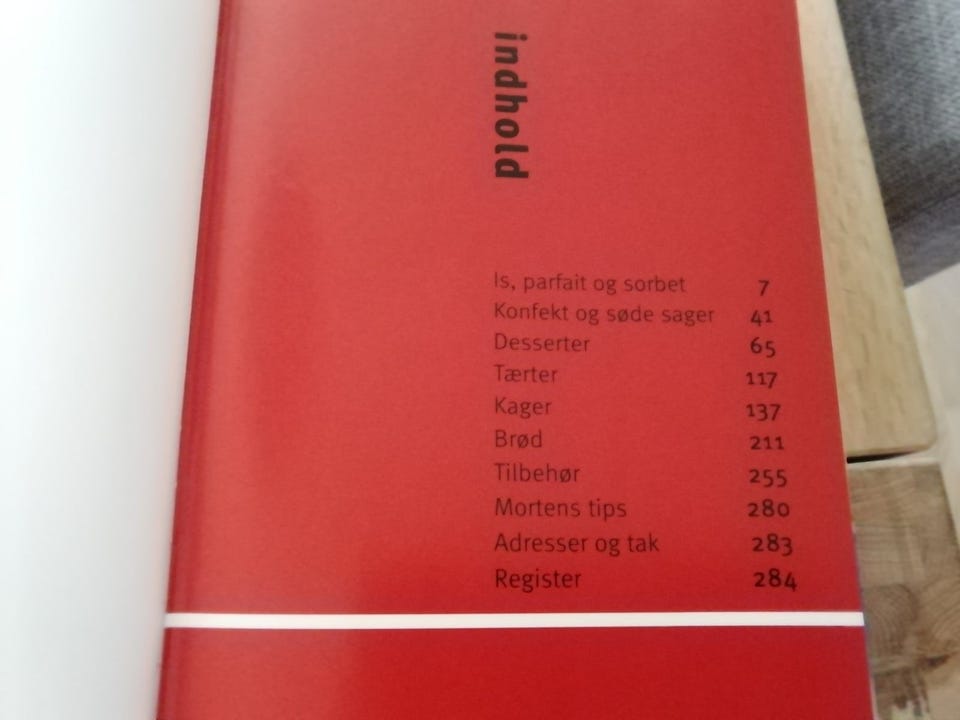 indhold
Is, parfait og sorbet 7
Konfekt og søde sager 41
Desserter 65
Tærter 117
Kager 137
Brød 211
Tilbehør 255
Mortens tips 280
Adresser og tak 283
Register 284